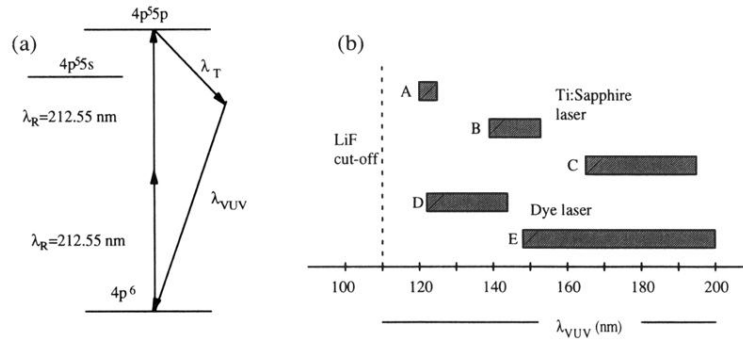 (a)
4p⁵5p
4p⁵5s
λ_T
λ_R=212.55 nm
λ_VUV
λ_R=212.55 nm
4p⁶
(b)
A
Ti:Sapphire
laser
B
LiF
cut-off
C
D
Dye laser
E
100 120 140 160 180 200
λ_VUV (nm)